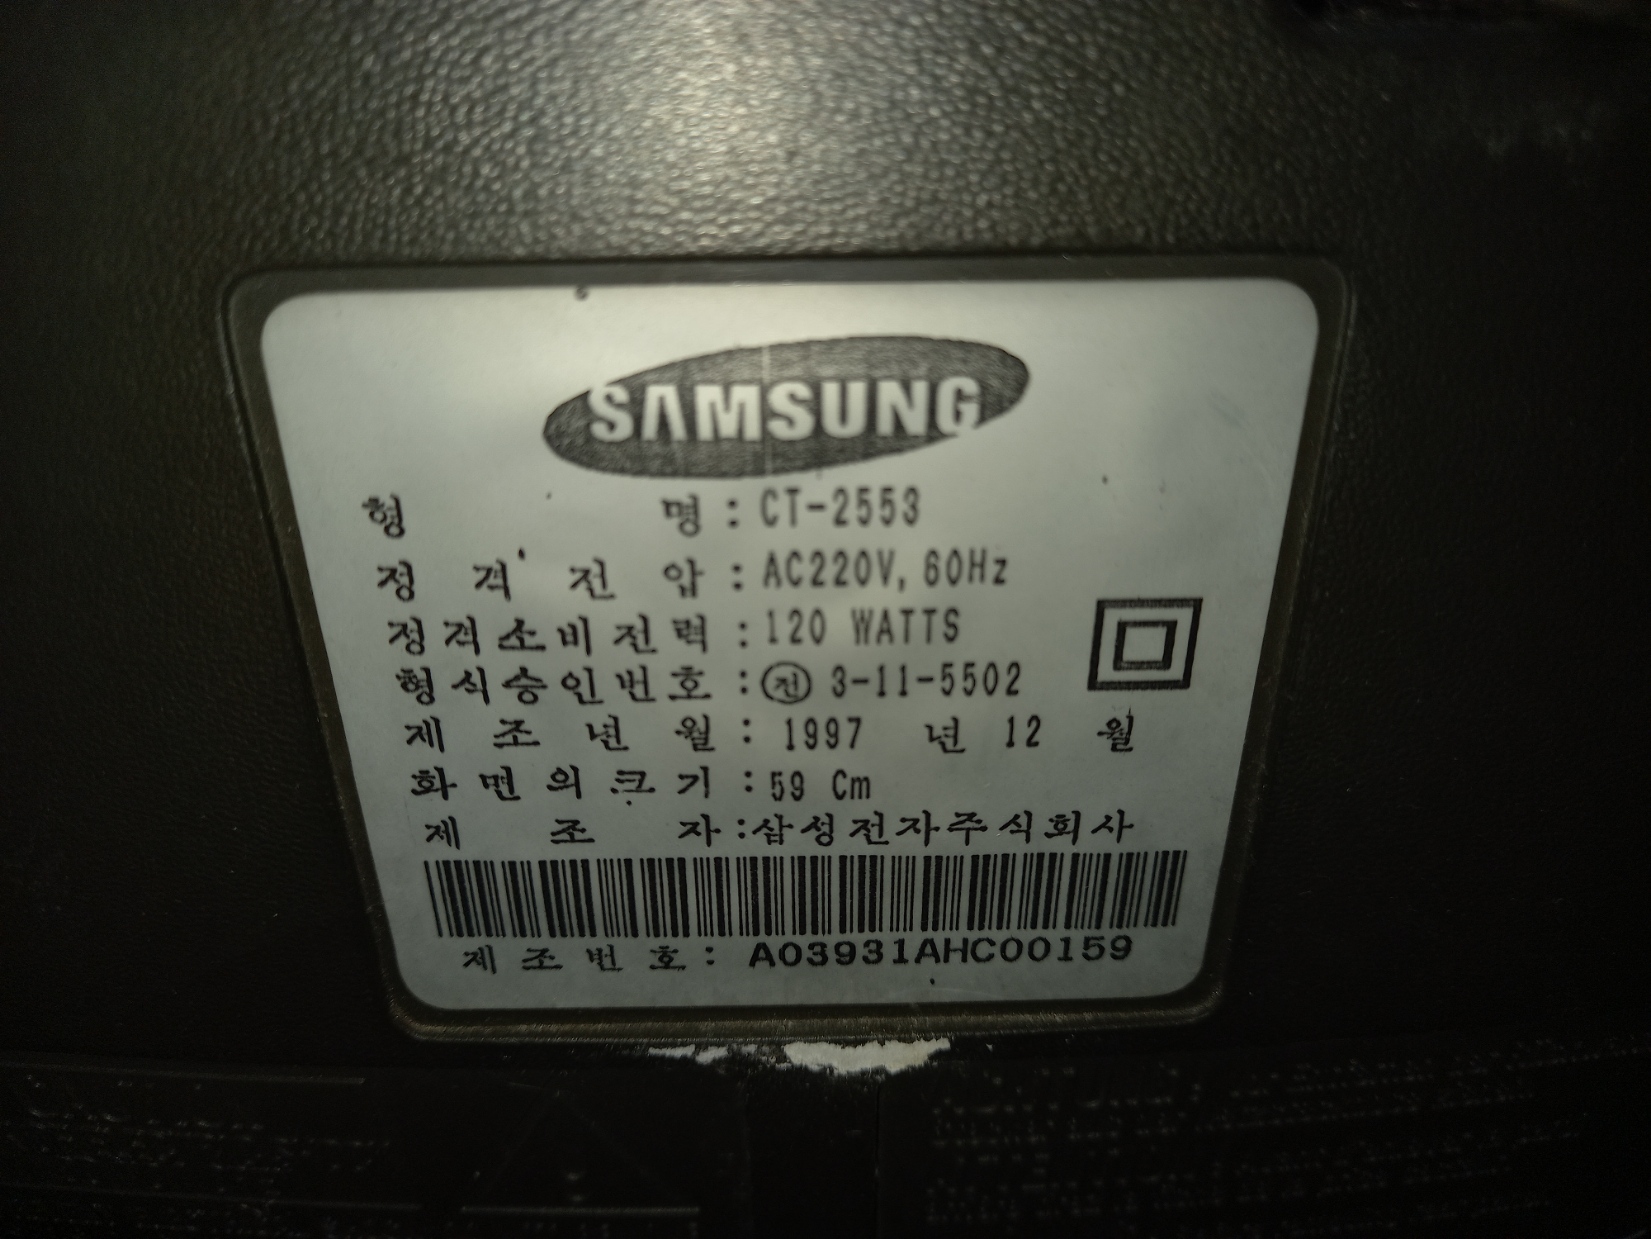 SAMSUNG
형 명 : CT-2553
정 격 전 압 : AC220V, 60Hz
정격소비전력 : 120 WATTS
형식승인번호 : 전 3-11-5502
제 조 년 월 : 1997 년 12 월
화 면 의 크 기 : 59 Cm
제 조 자 : 삼성전자주식회사
제 조 번 호 : A03931AHC00159